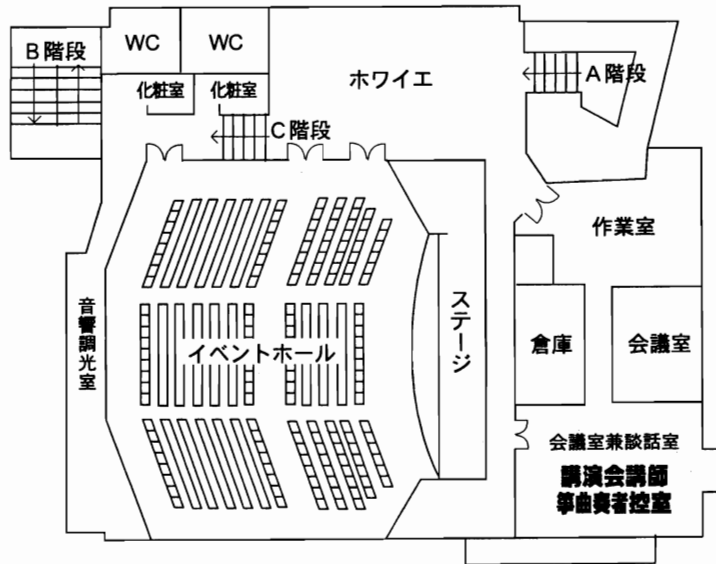 WC
WC
B階段
A階段
ホワイエ
化粧室
化粧室
C階段
作業室
音響調光室
ステージ
イベントホール
倉庫
会議室
会議室兼談話室
講演会講師
箏曲奏者控室